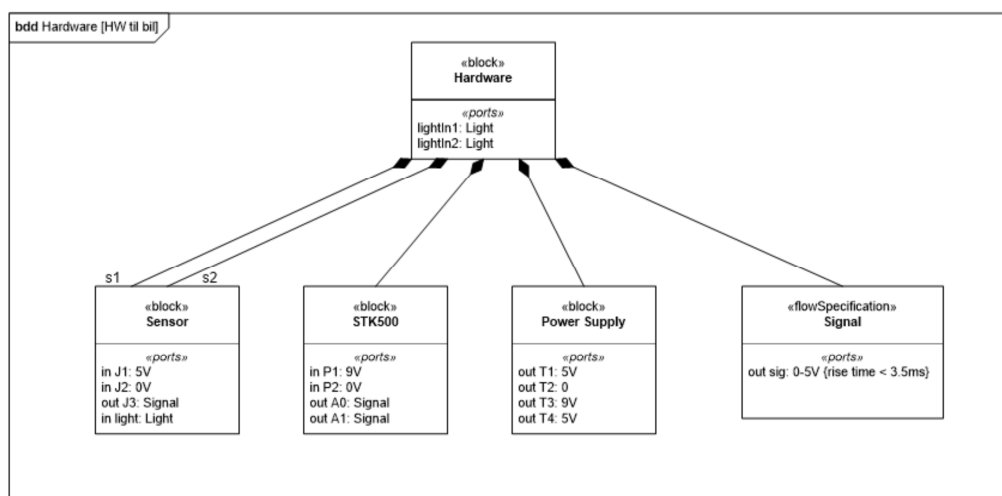 bdd Hardware [HW til bil]
«block»
Hardware
«ports»
lightIn1: Light
lightIn2: Light
s1
s2
«block»
Sensor
«ports»
in J1: 5V
in J2: 0V
out J3: Signal
in light: Light
«block»
STK500
«ports»
in P1: 9V
in P2: 0V
out A0: Signal
out A1: Signal
«block»
Power Supply
«ports»
out T1: 5V
out T2: 0
out T3: 9V
out T4: 5V
«flowSpecification»
Signal
«ports»
out sig: 0-5V {rise time < 3.5ms}